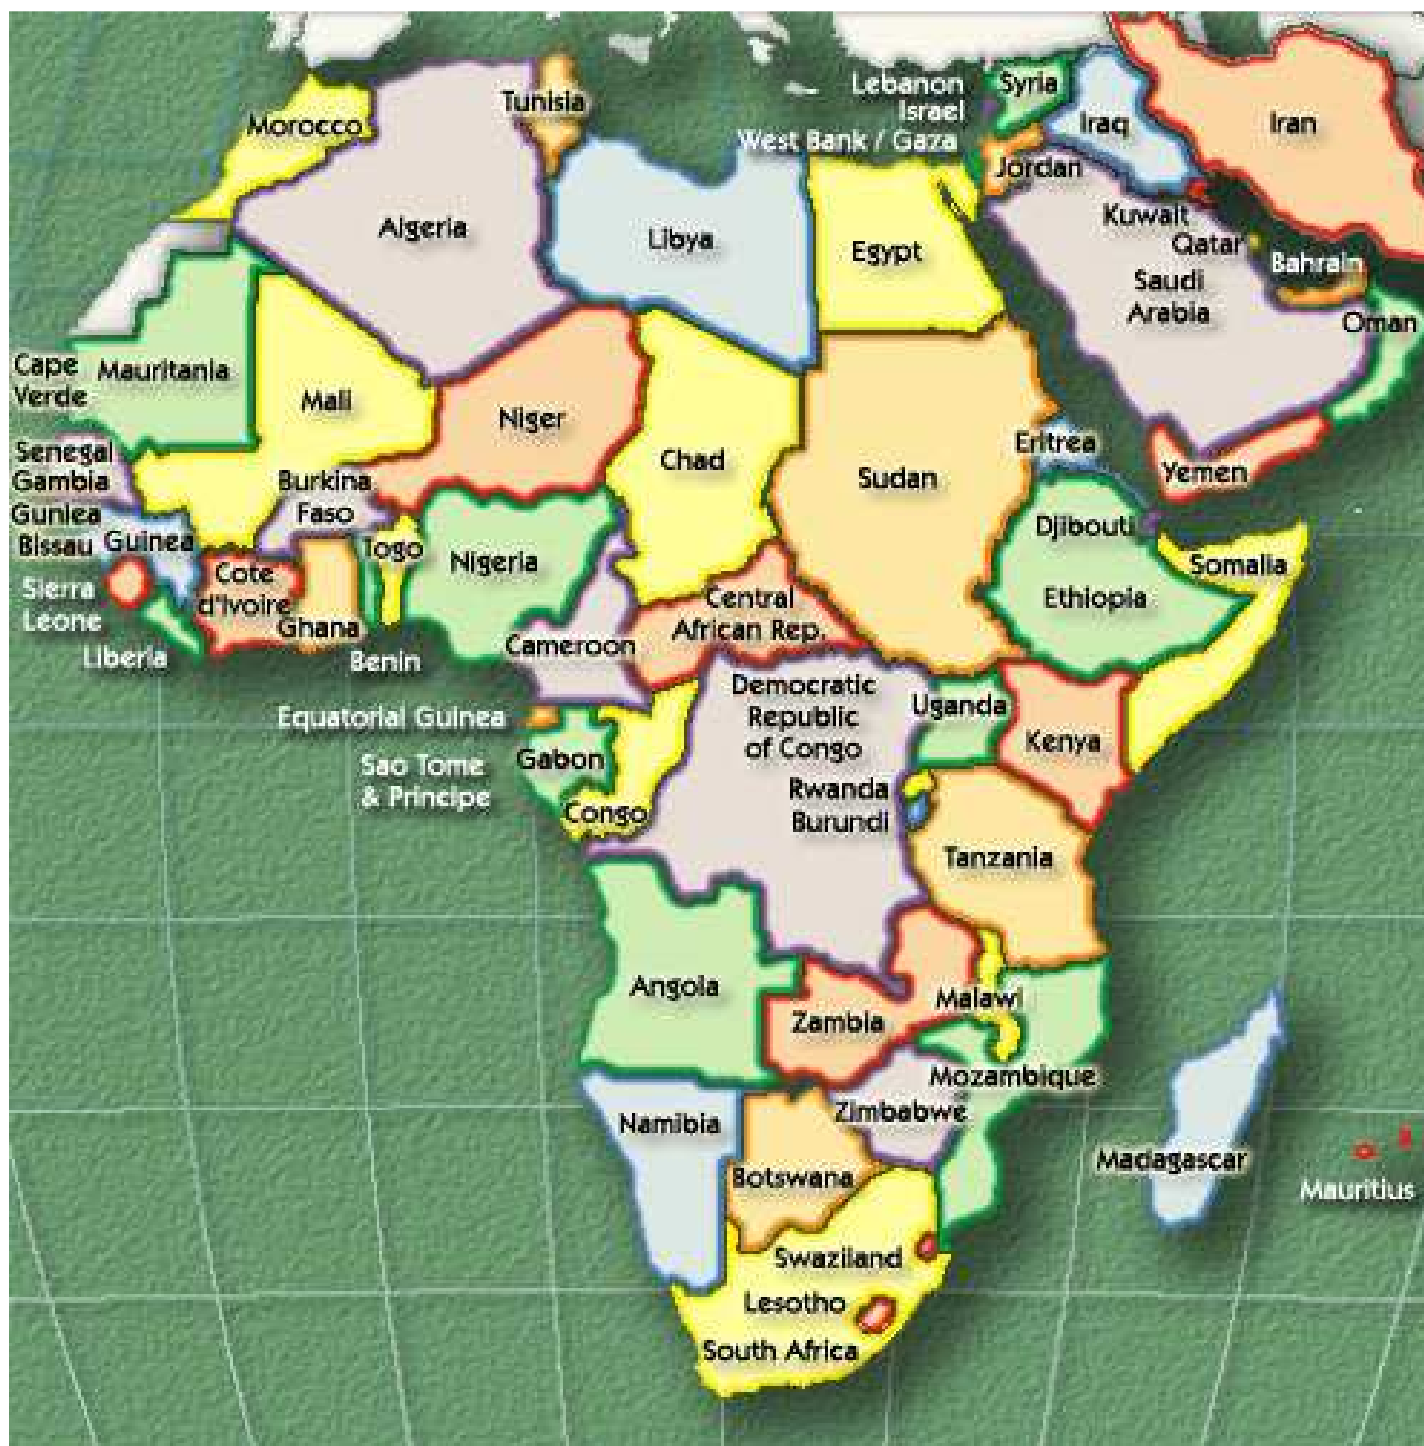 Lebanon
Israel
West Bank / Gaza
Syria
Iraq
Iran
Jordan
Kuwait
Qatar
Bahrain
Saudi
Arabia
Oman
Yemen
Morocco
Tunisia
Algeria
Libya
Egypt
Cape
Verde
Mauritania
Mali
Niger
Chad
Sudan
Eritrea
Senegal
Gambia
Guniea
Bissau
Guinea
Burkina
Faso
Togo
Nigeria
Djibouti
Somalia
Ethiopia
Sierra
Leone
Cote
d'Ivoire
Ghana
Liberia
Benin
Cameroon
Central
African Rep.
Equatorial Guinea
Sao Tome
& Principe
Gabon
Congo
Democratic
Republic
of Congo
Uganda
Kenya
Rwanda
Burundi
Tanzania
Angola
Zambia
Malawi
Mozambique
Zimbabwe
Namibia
Botswana
Madagascar
Mauritius
Swaziland
Lesotho
South Africa